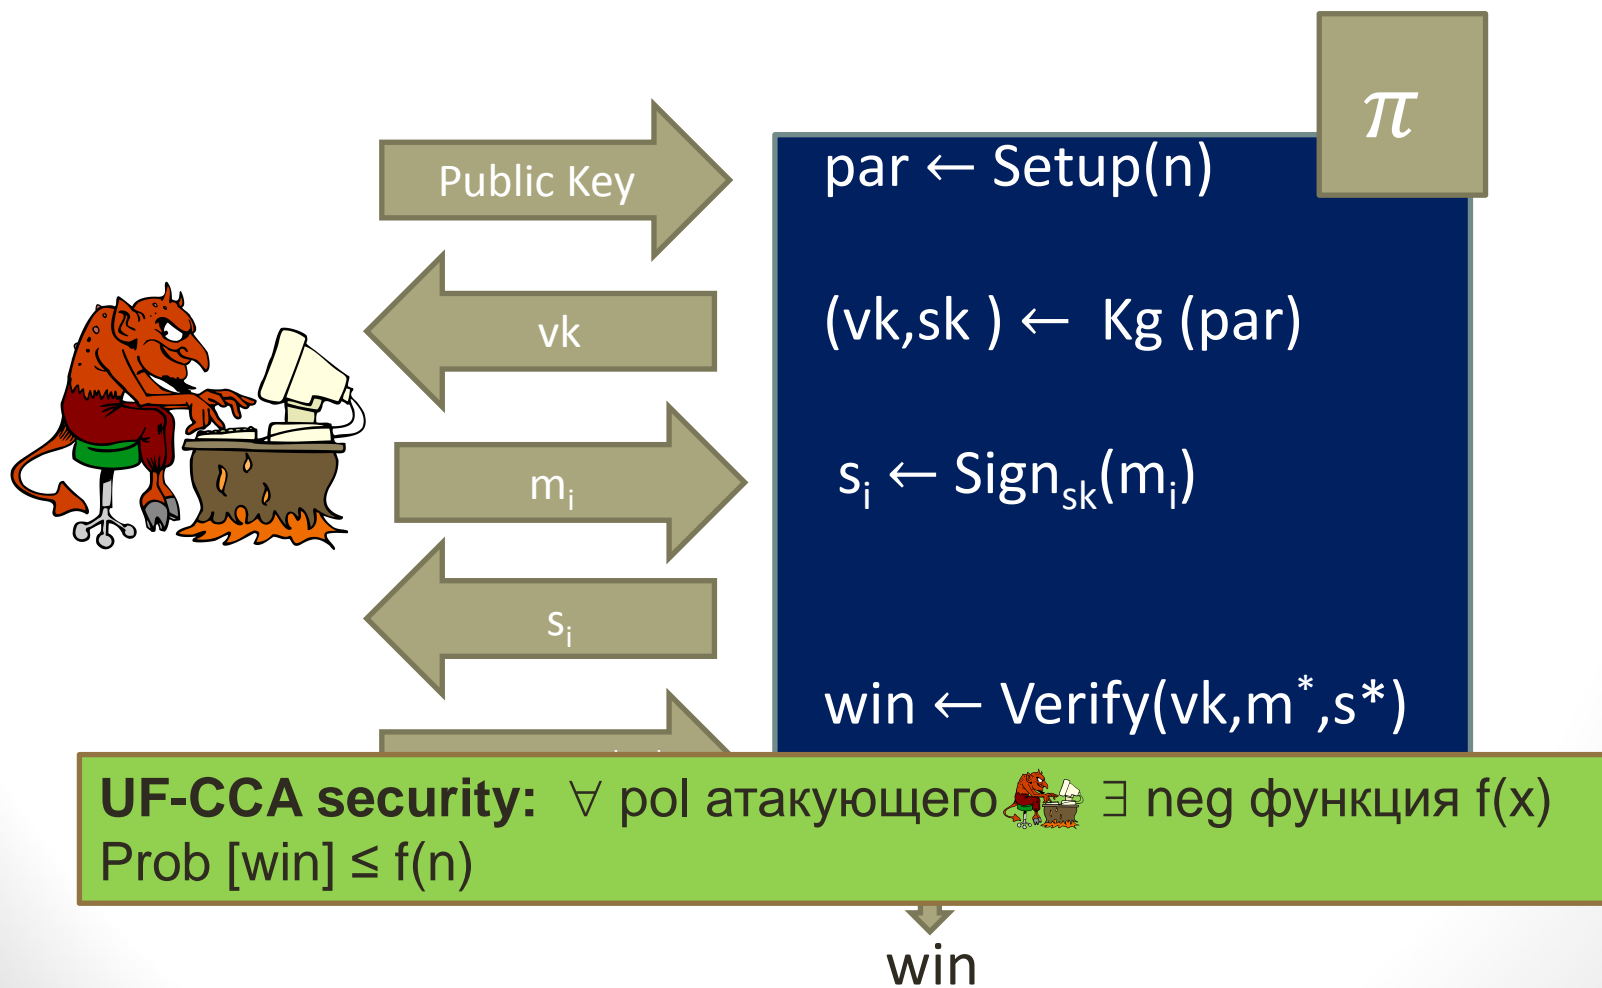 π
Public Key
par ← Setup(n)
vk
(vk,sk ) ← Kg (par)
m_i
s_i ← Sign_sk(m_i)
s_i
win ← Verify(vk,m*,s*)
UF-CCA security: ∀ pol атакующего ∃ neg функция f(x)
Prob [win] ≤ f(n)
win